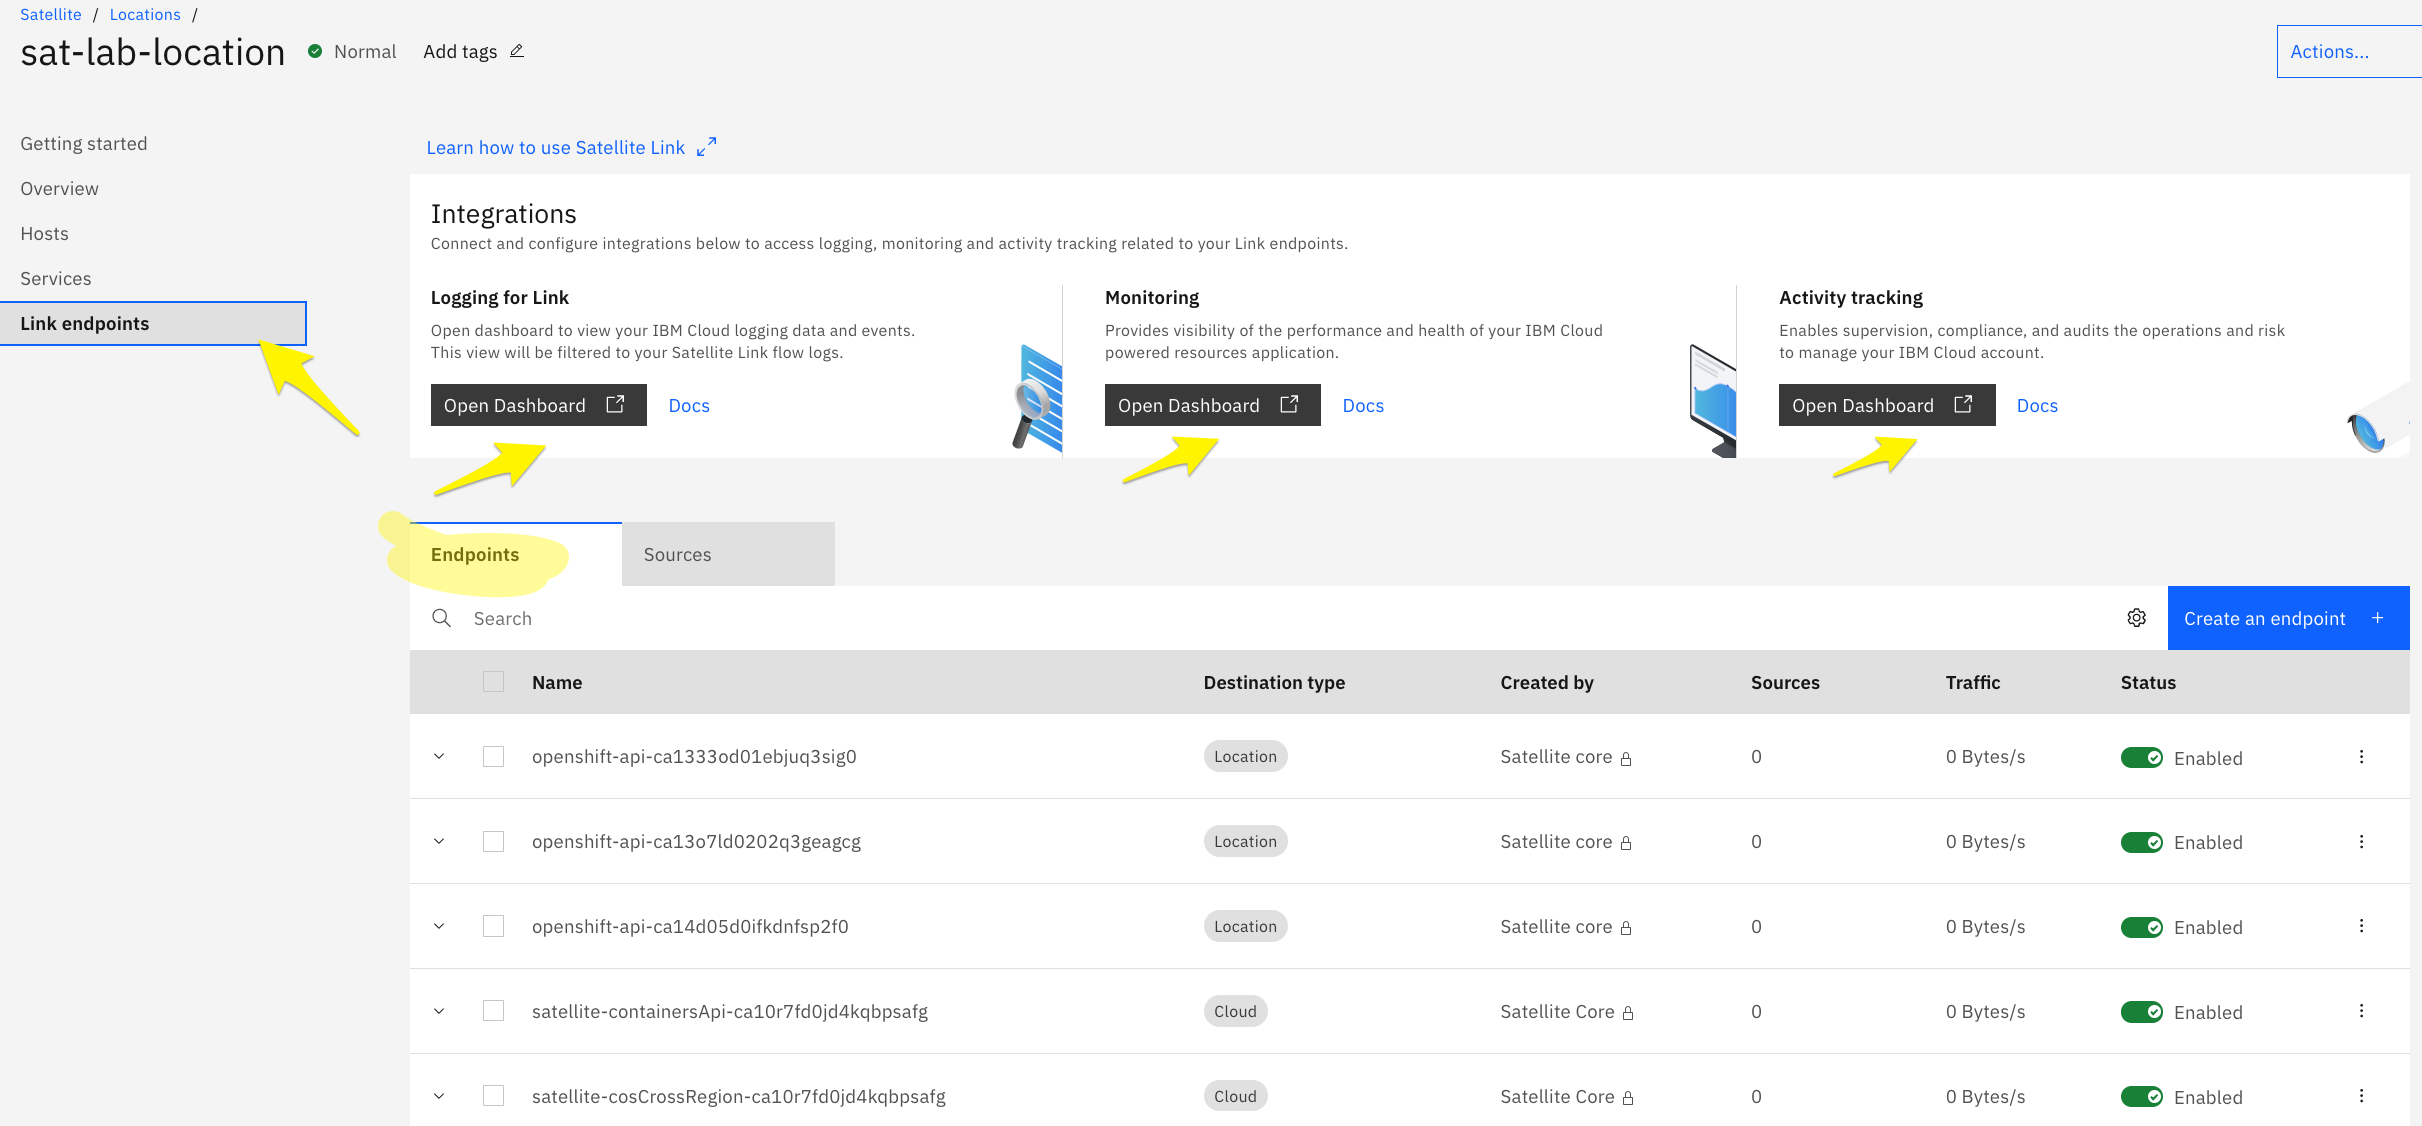 Satellite / Locations /
sat-lab-location Normal Add tags
Actions...
Getting started
Overview
Hosts
Services
Link endpoints
Learn how to use Satellite Link
Integrations
Connect and configure integrations below to access logging, monitoring and activity tracking related to your Link endpoints.
Logging for Link
Open dashboard to view your IBM Cloud logging data and events.
This view will be filtered to your Satellite Link flow logs.
Open Dashboard Docs
Monitoring
Provides visibility of the performance and health of your IBM Cloud
powered resources application.
Open Dashboard Docs
Activity tracking
Enables supervision, compliance, and audits the operations and risk
to manage your IBM Cloud account.
Open Dashboard Docs
Endpoints Sources
Search
Create an endpoint +
Name Destination type Created by Sources Traffic Status
openshift-api-ca1333od01ebjuq3sig0 Location Satellite core 0 0 Bytes/s Enabled
openshift-api-ca13o7ld0202q3geagcg Location Satellite core 0 0 Bytes/s Enabled
openshift-api-ca14d05d0ifkdnfsp2f0 Location Satellite core 0 0 Bytes/s Enabled
satellite-containersApi-ca10r7fd0jd4kqbpsafg Cloud Satellite Core 0 0 Bytes/s Enabled
satellite-cosCrossRegion-ca10r7fd0jd4kqbpsafg Cloud Satellite Core 0 0 Bytes/s Enabled